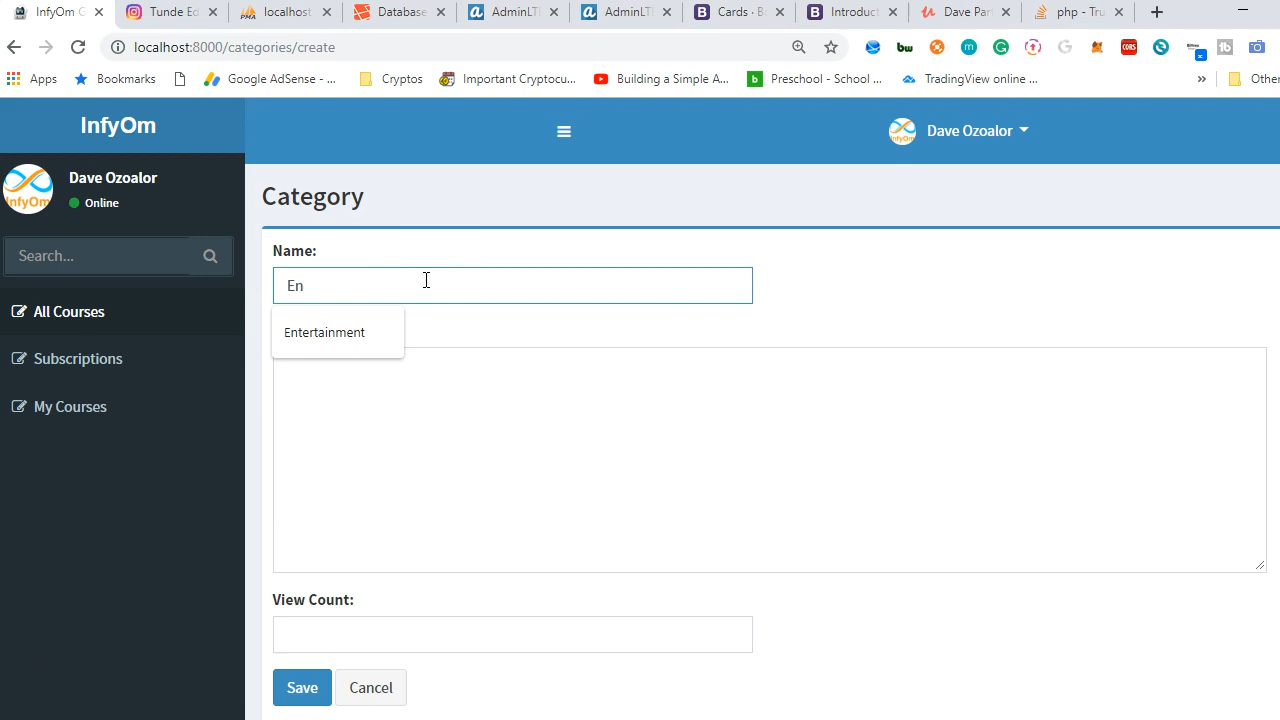 InfyOm G
Tunde Ed
localhost
Database
AdminLT
AdminLT
Cards · Bo
Introduct
Dave Par
php - Tru
localhost:8000/categories/create
Apps
Bookmarks
Google AdSense - ...
Cryptos
Important Cryptocu...
Building a Simple A...
Preschool - School ...
TradingView online ...
»
Other
InfyOm
Dave Ozoalor
Dave Ozoalor
Online
Search...
All Courses
Subscriptions
My Courses
Category
Name:
En
Entertainment
View Count:
Save
Cancel